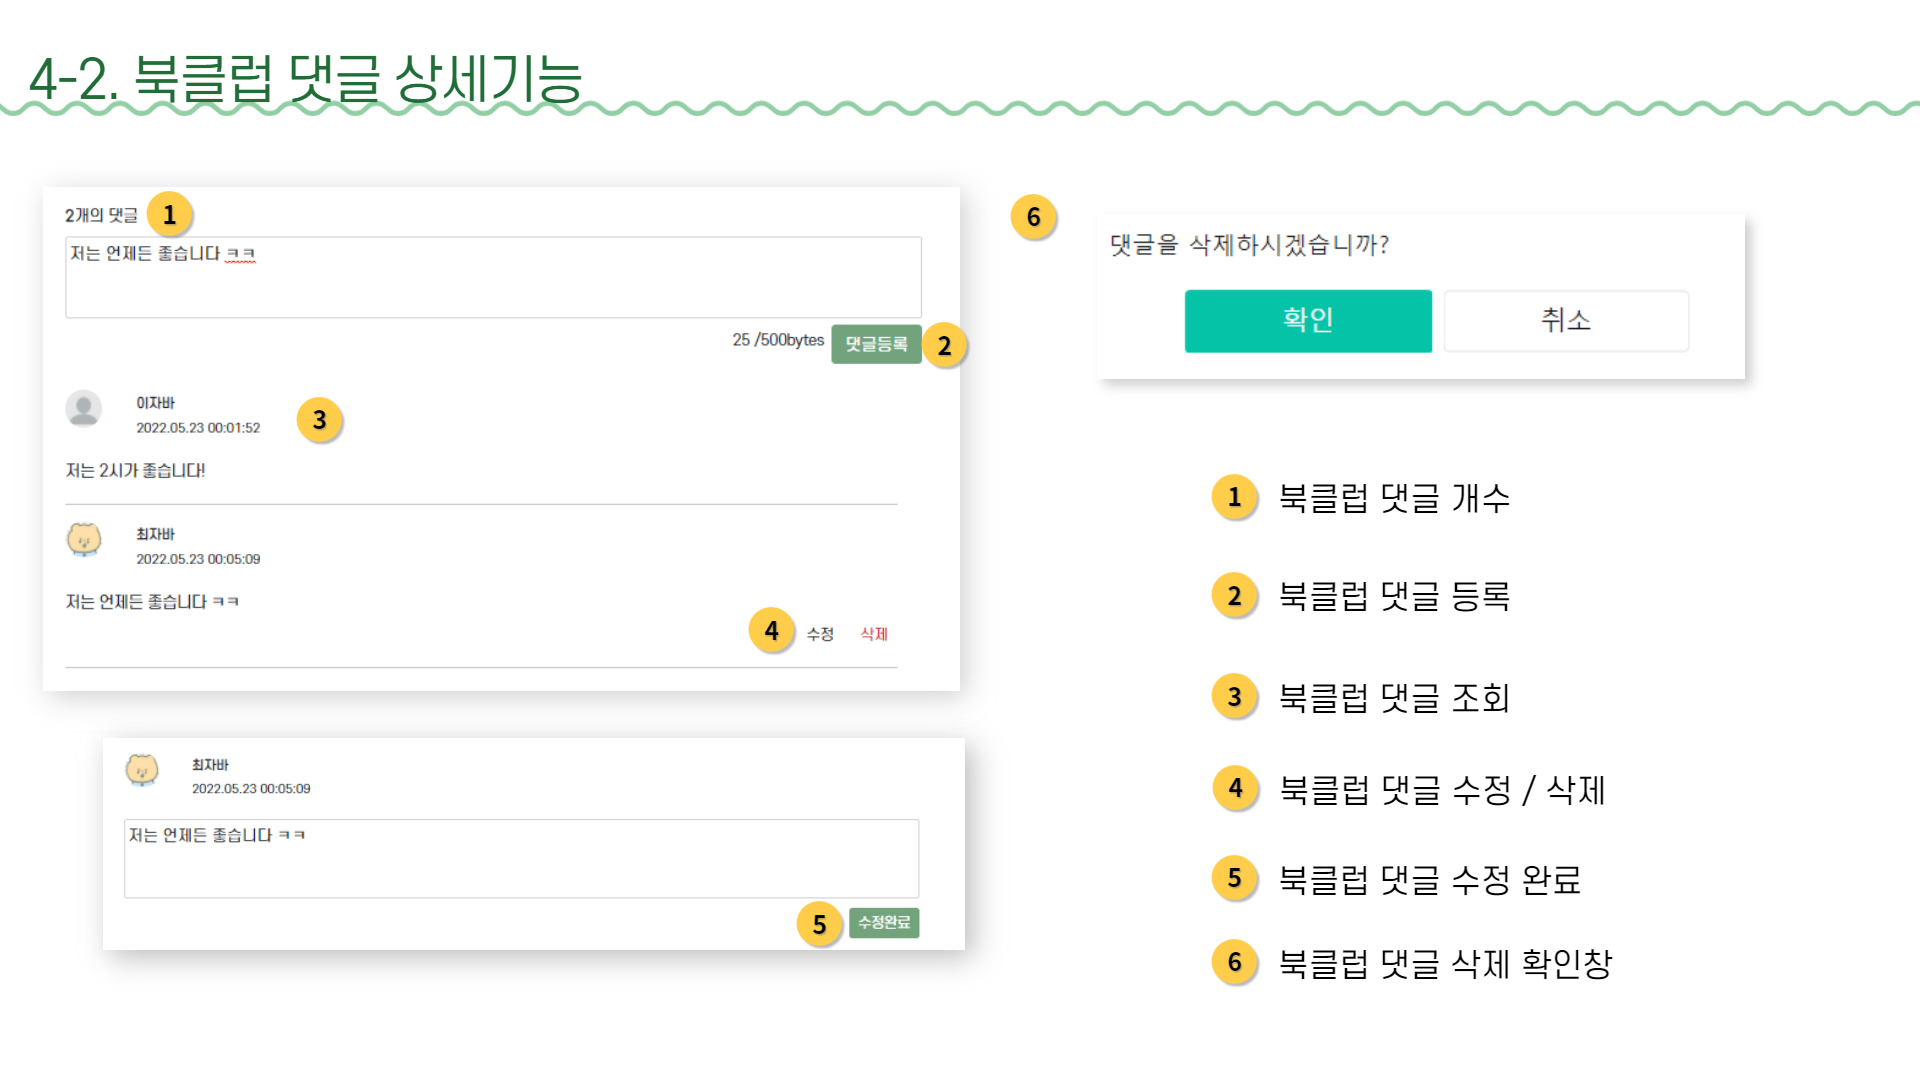 4-2. 북클럽 댓글 상세기능
2개의 댓글 1
저는 언제든 좋습니다 ㅋㅋ
25 /500bytes 댓글등록 2
이자바
2022.05.23 00:01:52 3
저는 2시가 좋습니다!
최자바
2022.05.23 00:05:09
저는 언제든 좋습니다 ㅋㅋ
4 수정 삭제
최자바
2022.05.23 00:05:09
저는 언제든 좋습니다 ㅋㅋ
5 수정완료
6
댓글을 삭제하시겠습니까?
확인 취소
1 북클럽 댓글 개수
2 북클럽 댓글 등록
3 북클럽 댓글 조회
4 북클럽 댓글 수정 / 삭제
5 북클럽 댓글 수정 완료
6 북클럽 댓글 삭제 확인창